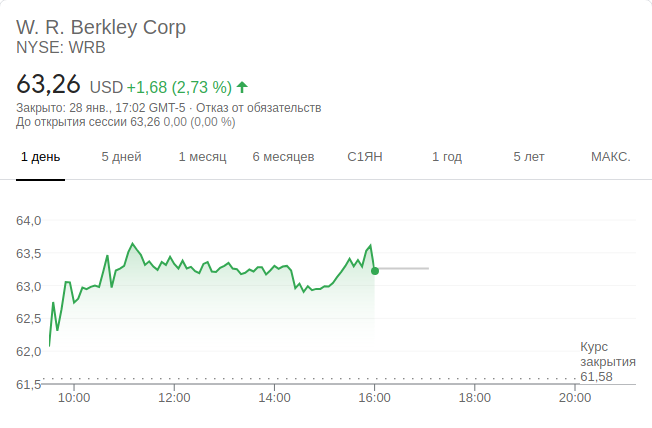 W. R. Berkley Corp
NYSE: WRB
63,26 USD +1,68 (2,73 %)
Закрыто: 28 янв., 17:02 GMT-5 · Отказ от обязательств
До открытия сессии 63,26 0,00 (0,00 %)
1 день 5 дней 1 месяц 6 месяцев С1ЯН 1 год 5 лет МАКС.
64,0
63,5
63,0
62,5
62,0
Курс
закрытия
61,58
61,5
10:00 12:00 14:00 16:00 18:00 20:00